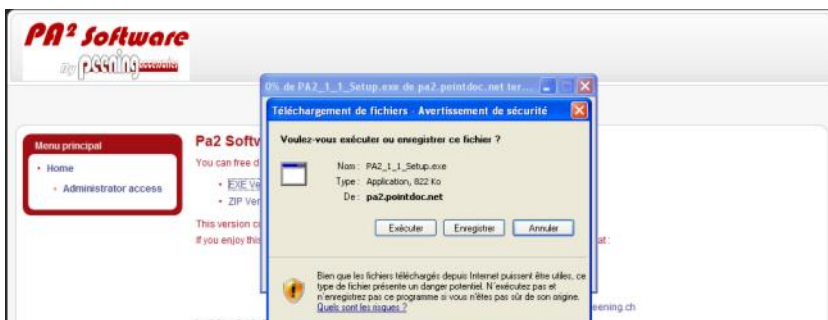 PA² Software
By peening
0% de PA2_1_1_Setup.exe de pa2.pointdoc.net ter...
Téléchargement de fichiers - Avertissement de sécurité
Voulez-vous exécuter ou enregistrer ce fichier ?
Nom : PA2_1_1_Setup.exe
Type : Application, 822 Ko
De : pa2.pointdoc.net
Exécuter Enregistrer Annuler
Bien que les fichiers téléchargés depuis Internet puissent être utiles, ce
type de fichier présente un danger potentiel. N'exécutez pas et
n'enregistrez pas ce programme si vous n'êtes pas sûr de son origine.
Quels sont les risques ?
Menu principal
Home
Administrator access
Pa2 Softw
You can free d
EXE Ve
ZIP Ver
This version c
If you enjoy this
at :
eening.ch